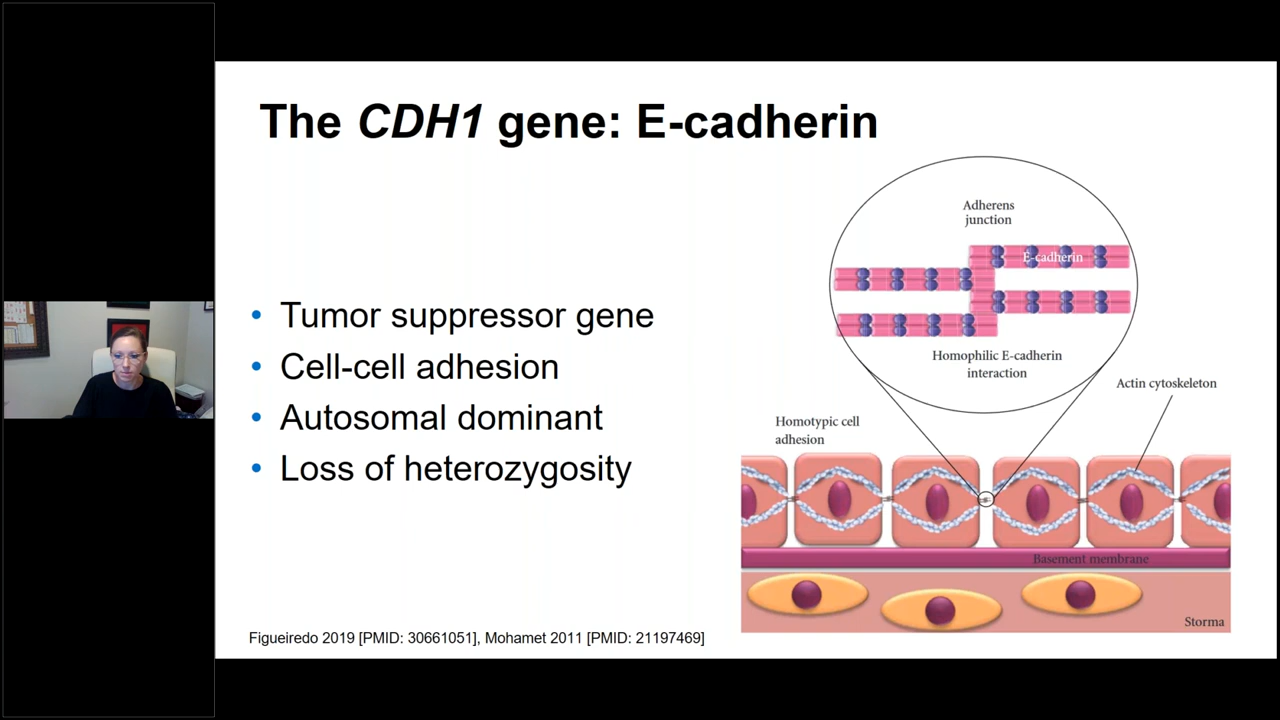 The CDH1 gene: E-cadherin
• Tumor suppressor gene
• Cell-cell adhesion
• Autosomal dominant
• Loss of heterozygosity
Adherens
junction
E-cadherin
Homophilic E-cadherin
interaction
Actin cytoskeleton
Homotypic cell
adhesion
Basement membrane
Storma
Figueiredo 2019 [PMID: 30661051], Mohamet 2011 [PMID: 21197469]